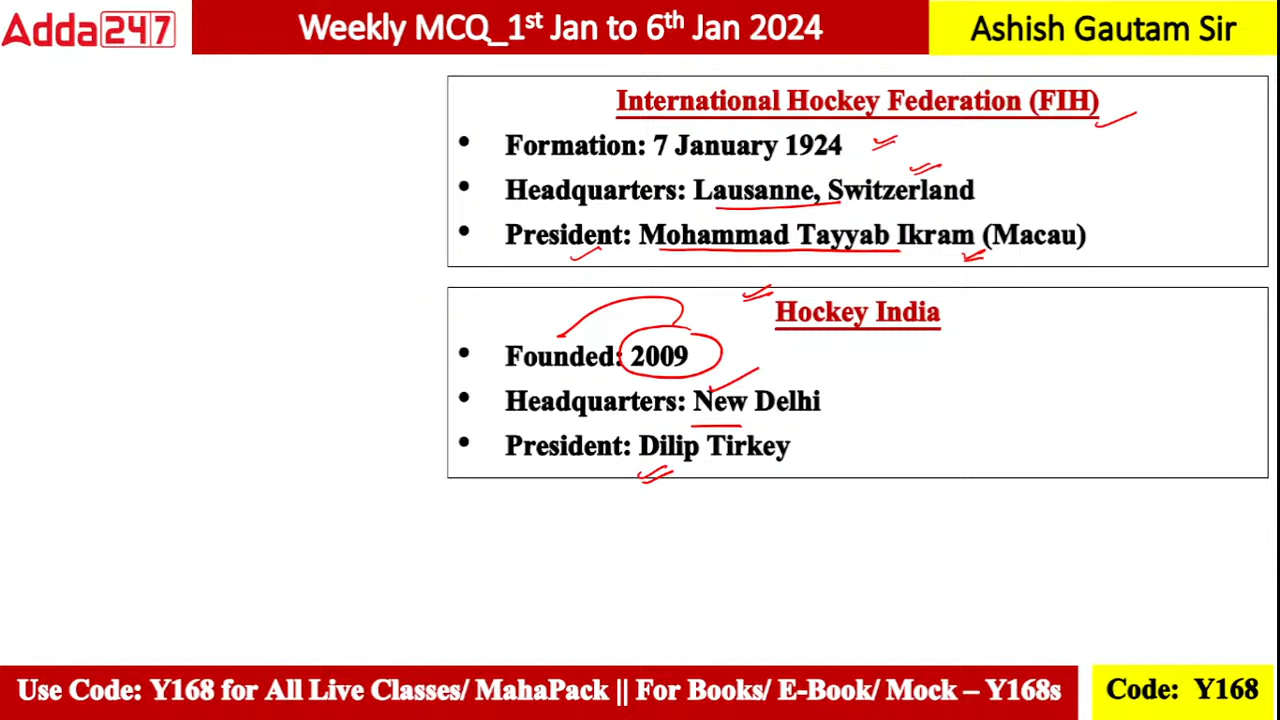 Adda247
Weekly MCQ_1st Jan to 6th Jan 2024
Ashish Gautam Sir
International Hockey Federation (FIH)
• Formation: 7 January 1924
• Headquarters: Lausanne, Switzerland
• President: Mohammad Tayyab Ikram (Macau)
Hockey India
• Founded: 2009
• Headquarters: New Delhi
• President: Dilip Tirkey
Use Code: Y168 for All Live Classes/ MahaPack || For Books/ E-Book/ Mock – Y168s
Code: Y168